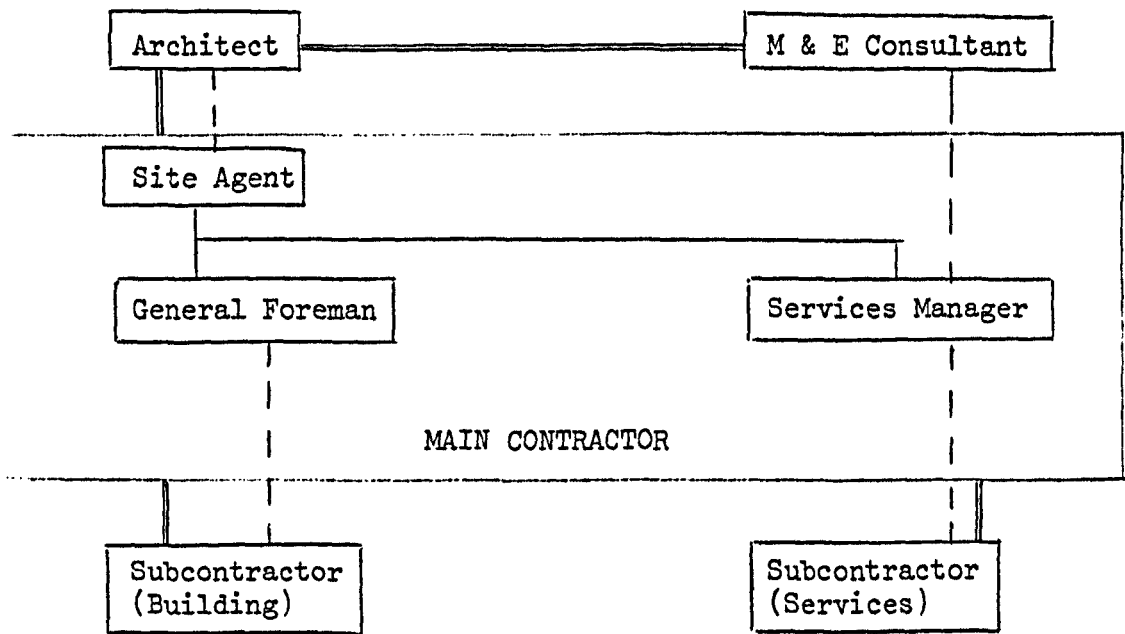 Architect
M & E Consultant
Site Agent
General Foreman
Services Manager
MAIN CONTRACTOR
Subcontractor
(Building)
Subcontractor
(Services)